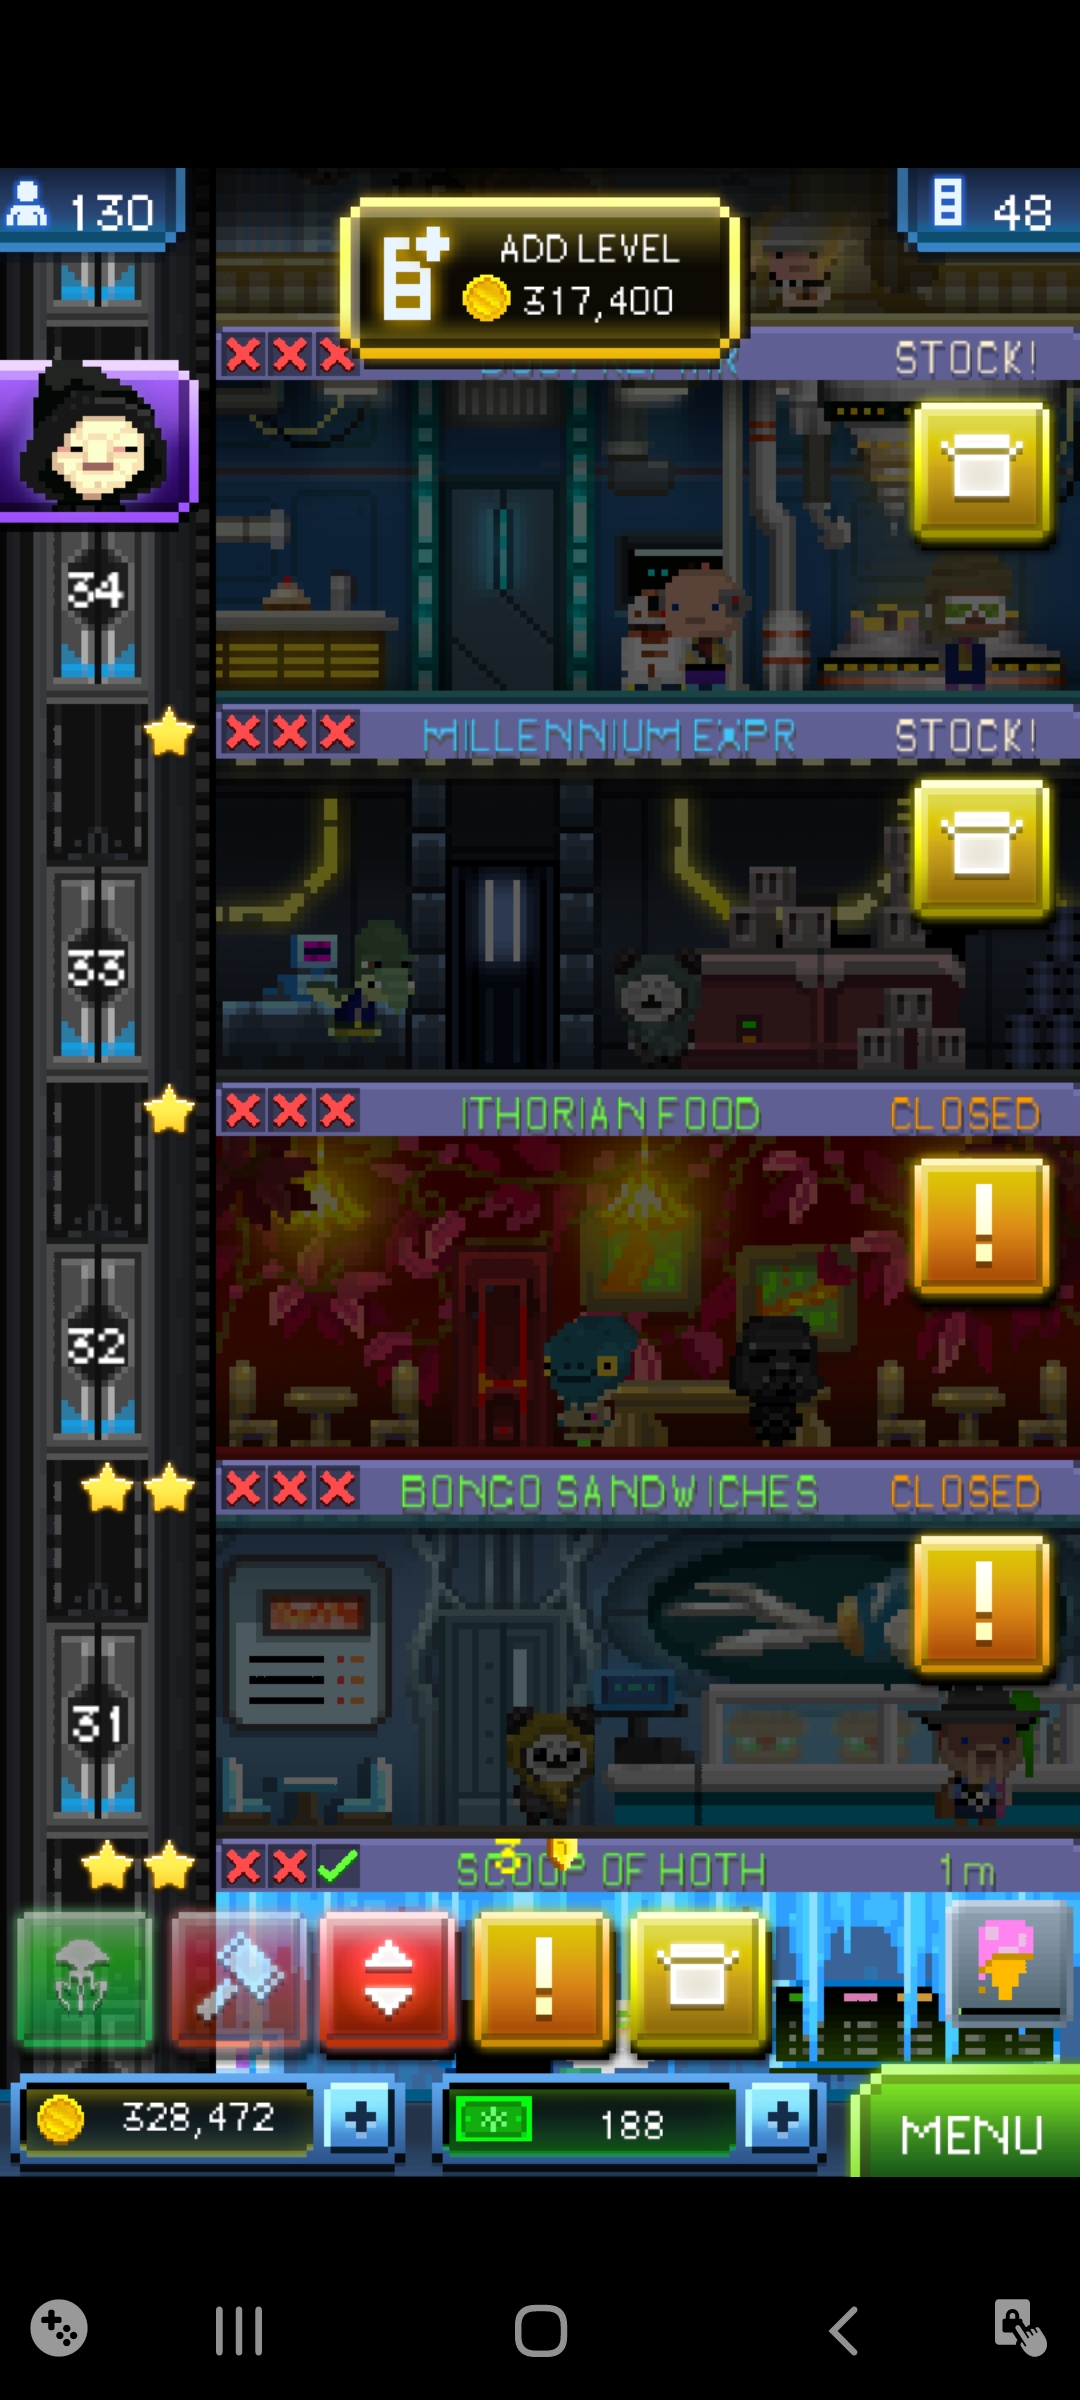 130
48
ADD LEVEL
317,400
STOCK!
34
MILLENNIUM EXPR
STOCK!
33
ITHORIAN FOOD
CLOSED
32
BONGO SANDWICHES
CLOSED
31
SCOOP OF HOTH
1m
328,472
188
MENU